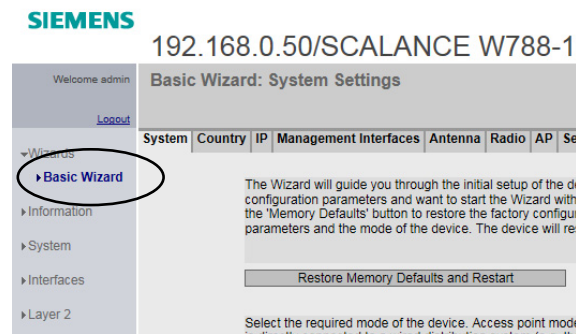 SIEMENS
192.168.0.50/SCALANCE W788-1
Welcome admin
Basic Wizard: System Settings
Logout
System Country IP Management Interfaces Antenna Radio AP
Wizards
Basic Wizard
Information
System
Interfaces
Layer 2
The Wizard will guide you through the initial setup of the
configuration parameters and want to start the Wizard with
the 'Memory Defaults' button to restore the factory
parameters and the mode of the device. The device will
Restore Memory Defaults and Restart
Select the required mode of the device. Access point